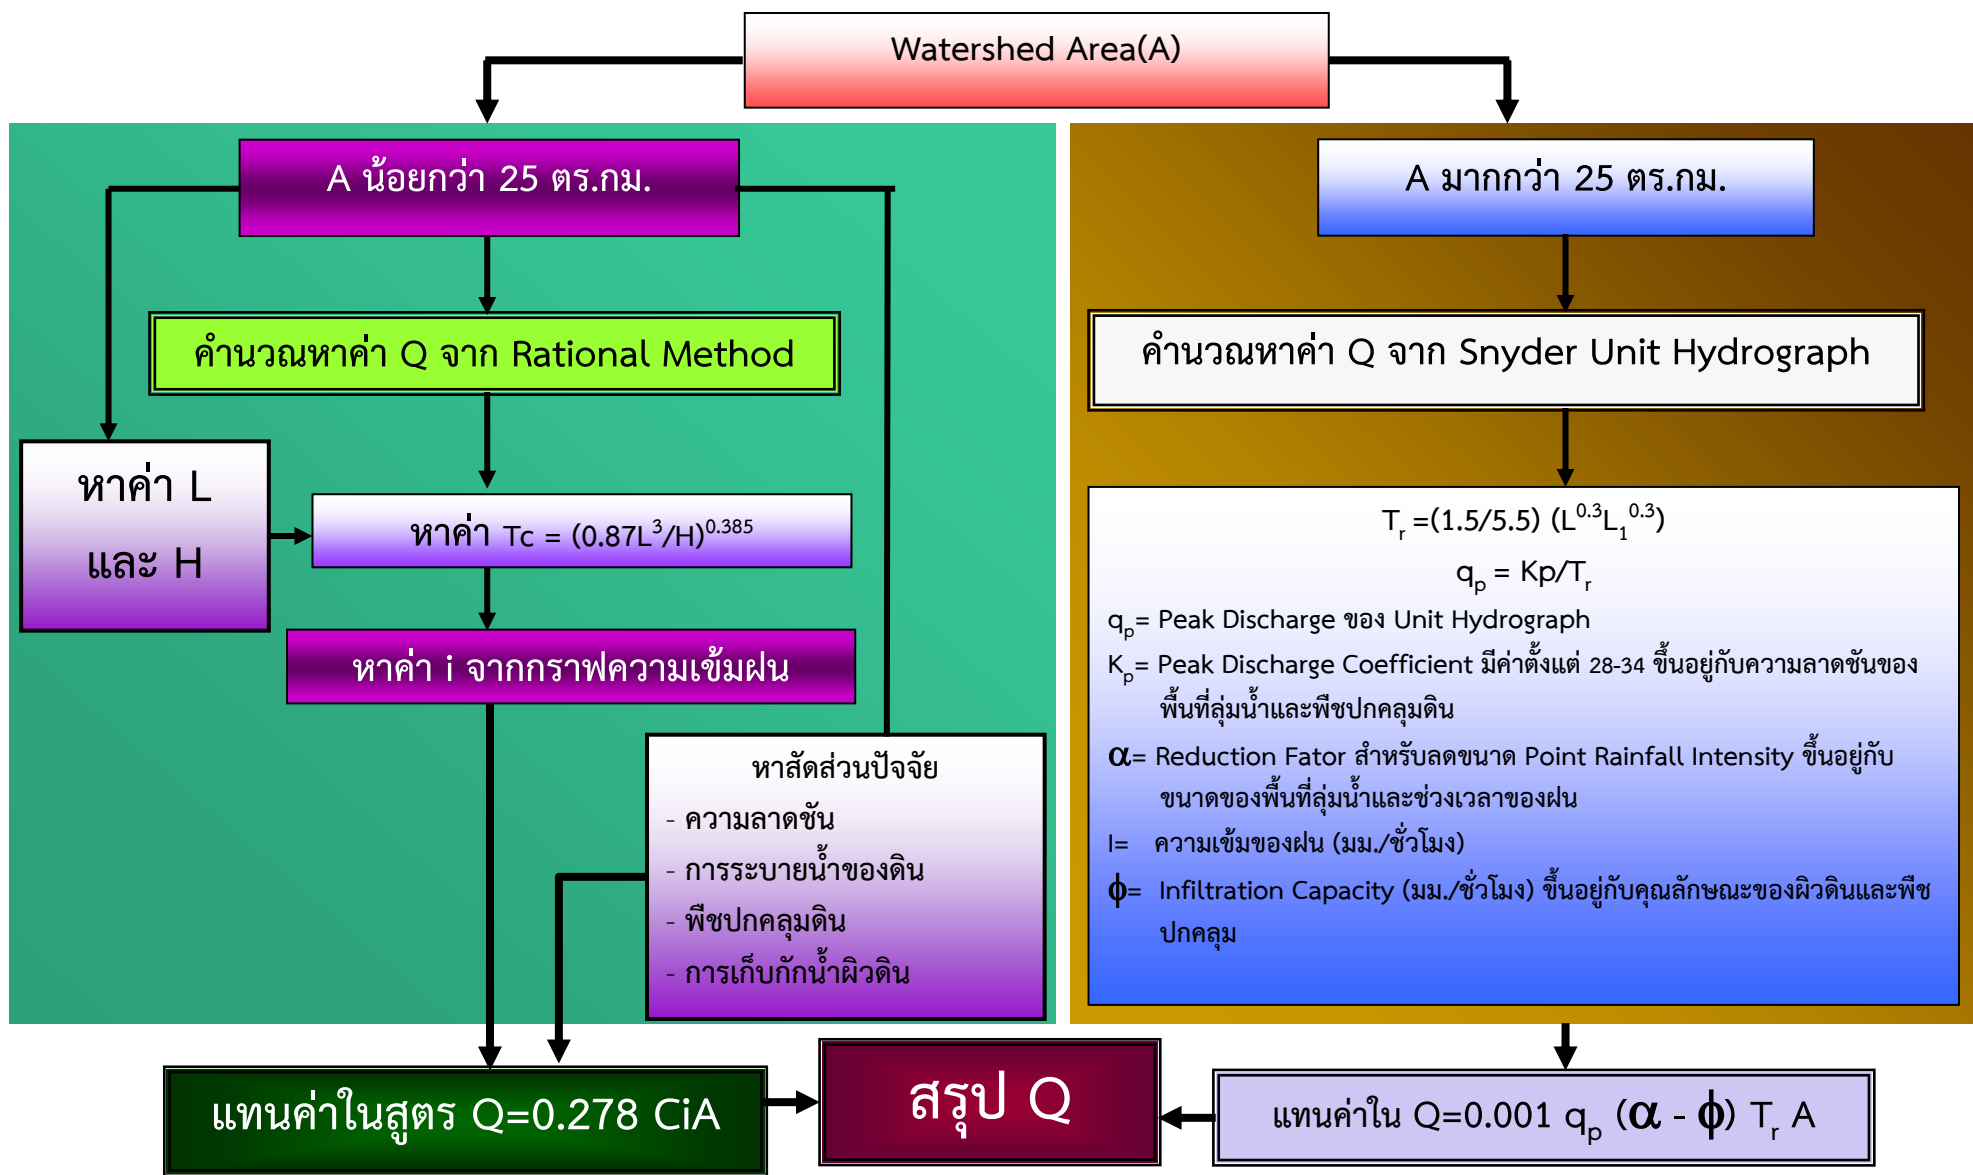 Watershed Area(A)
A น้อยกว่า 25 ตร.กม.
คำนวณหาค่า Q จาก Rational Method
หาค่า L
และ H
หาค่า Tc = (0.87L³/H)^0.385
หาค่า i จากกราฟความเข้มฝน
หาสัดส่วนปัจจัย
- ความลาดชัน
- การระบายน้ำของดิน
- พืชปกคลุมดิน
- การเก็บกักน้ำผิวดิน
แทนค่าในสูตร Q=0.278 CiA
A มากกว่า 25 ตร.กม.
คำนวณหาค่า Q จาก Snyder Unit Hydrograph
T_r =(1.5/5.5) (L^0.3 L_1^0.3)
q_p = Kp/T_r
q_p= Peak Discharge ของ Unit Hydrograph
K_p= Peak Discharge Coefficient มีค่าตั้งแต่ 28-34 ขึ้นอยู่กับความลาดชันของ
พื้นที่ลุ่มน้ำและพืชปกคลุมดิน
α= Reduction Fator สำหรับลดขนาด Point Rainfall Intensity ขึ้นอยู่กับ
ขนาดของพื้นที่ลุ่มน้ำและช่วงเวลาของฝน
I= ความเข้มของฝน (มม./ชั่วโมง)
ϕ= Infiltration Capacity (มม./ชั่วโมง) ขึ้นอยู่กับคุณลักษณะของผิวดินและพืช
ปกคลุม
แทนค่าใน Q=0.001 q_p (α - ϕ) T_r A
สรุป Q